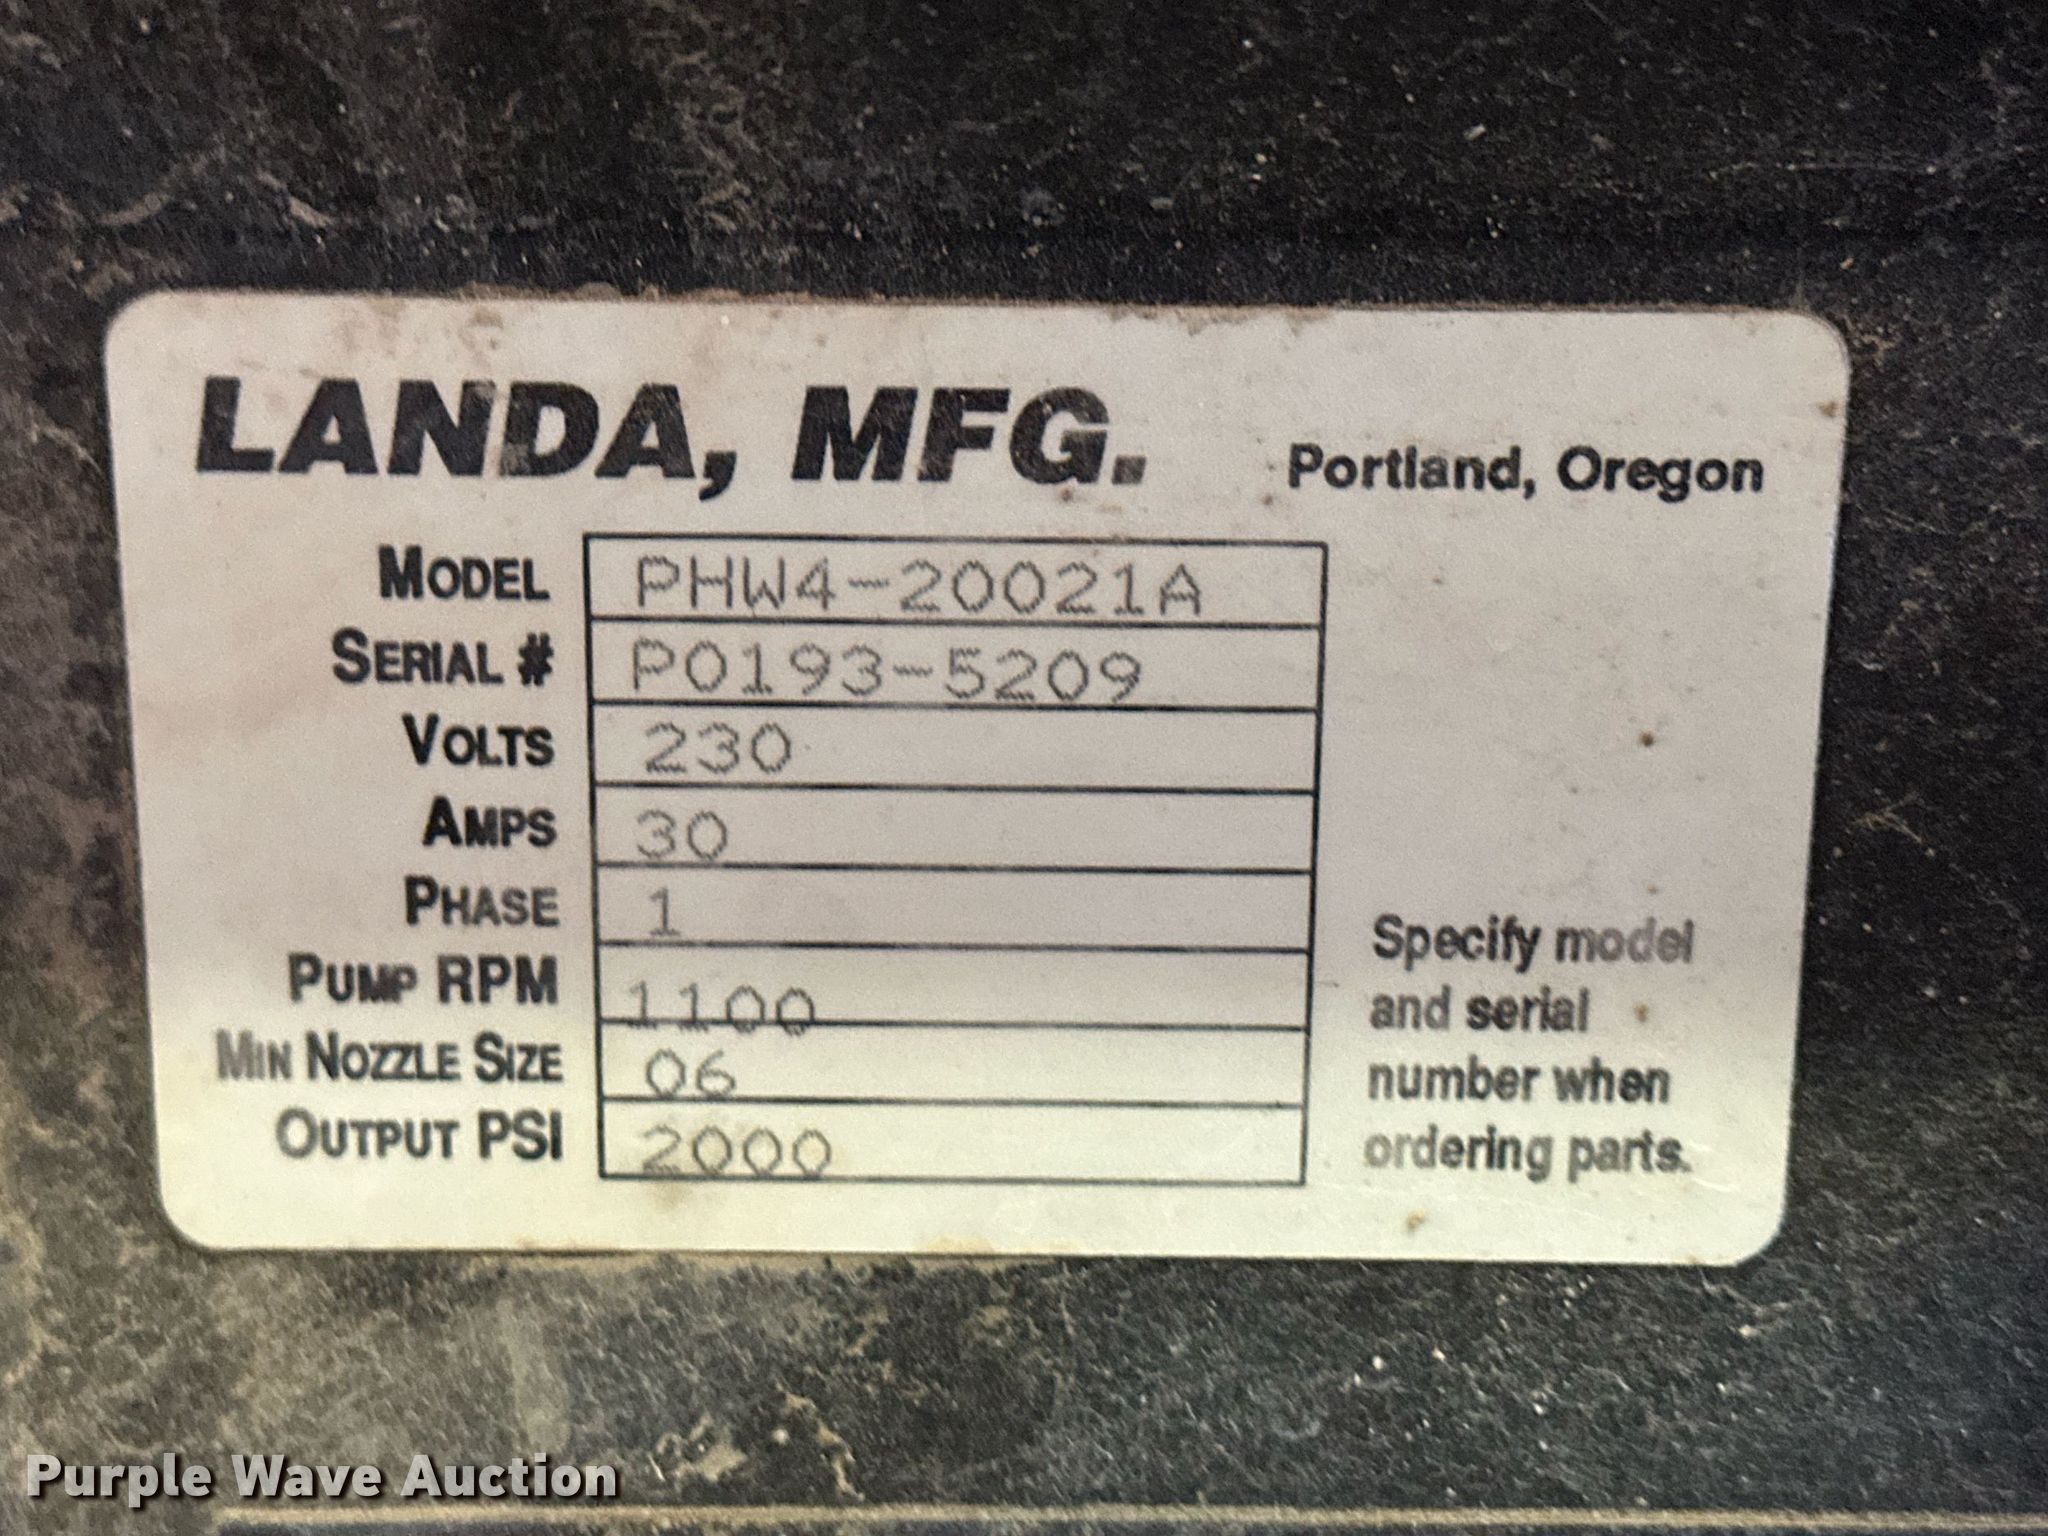 LANDA, MFG. Portland, Oregon
MODEL PHW4-20021A
SERIAL # P0193-5209
VOLTS 230
AMPS 30
PHASE 1
PUMP RPM 1100
MIN NOZZLE SIZE 06
OUTPUT PSI 2000
Specify model
and serial
number when
ordering parts.
Purple Wave Auction